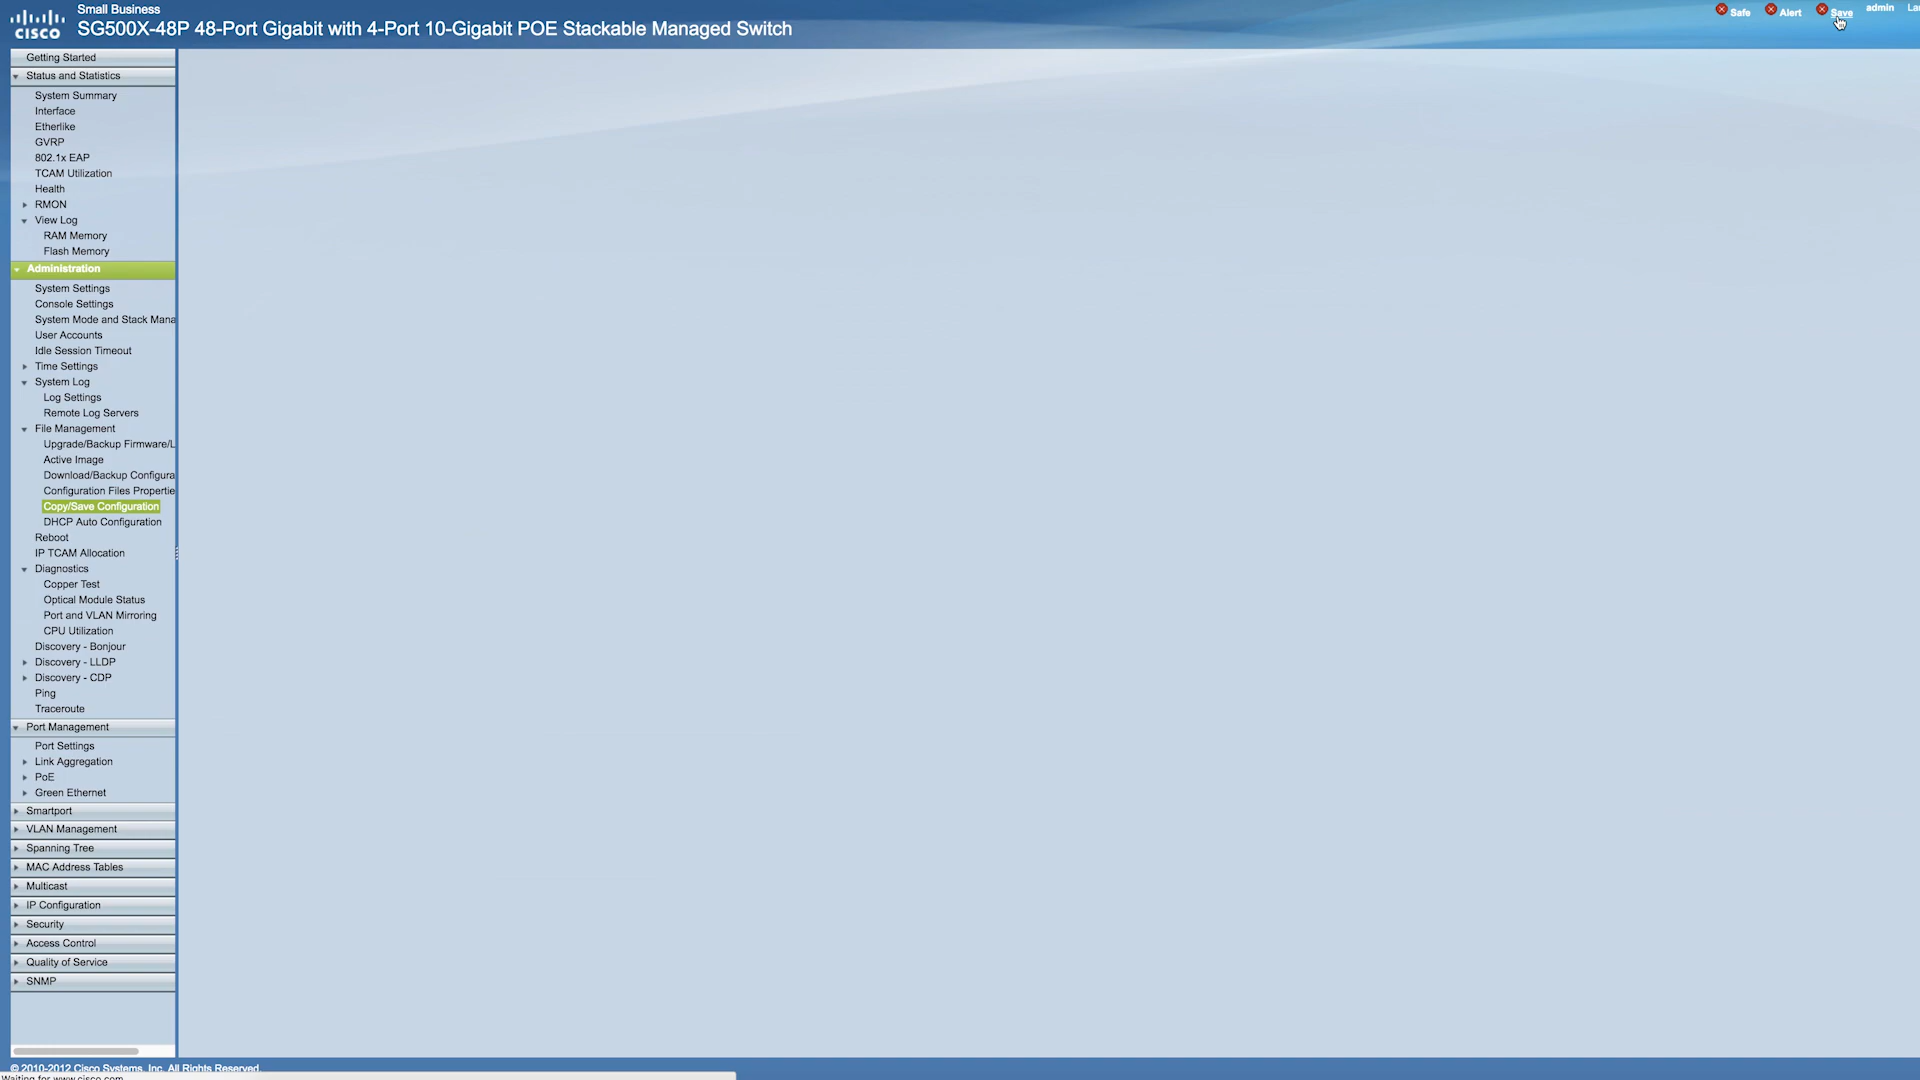 Small Business
cisco SG500X-48P 48-Port Gigabit with 4-Port 10-Gigabit POE Stackable Managed Switch
Safe Alert Save admin La
Getting Started
Status and Statistics
System Summary
Interface
Etherlike
GVRP
802.1x EAP
TCAM Utilization
Health
RMON
View Log
RAM Memory
Flash Memory
Administration
System Settings
Console Settings
System Mode and Stack Mana
User Accounts
Idle Session Timeout
Time Settings
System Log
Log Settings
Remote Log Servers
File Management
Upgrade/Backup Firmware/L
Active Image
Download/Backup Configura
Configuration Files Propertie
Copy/Save Configuration
DHCP Auto Configuration
Reboot
IP TCAM Allocation
Diagnostics
Copper Test
Optical Module Status
Port and VLAN Mirroring
CPU Utilization
Discovery - Bonjour
Discovery - LLDP
Discovery - CDP
Ping
Traceroute
Port Management
Port Settings
Link Aggregation
PoE
Green Ethernet
Smartport
VLAN Management
Spanning Tree
MAC Address Tables
Multicast
IP Configuration
Security
Access Control
Quality of Service
SNMP
© 2010-2012 Cisco Systems, Inc. All Rights Reserved.
Waiting for www.cisco.com